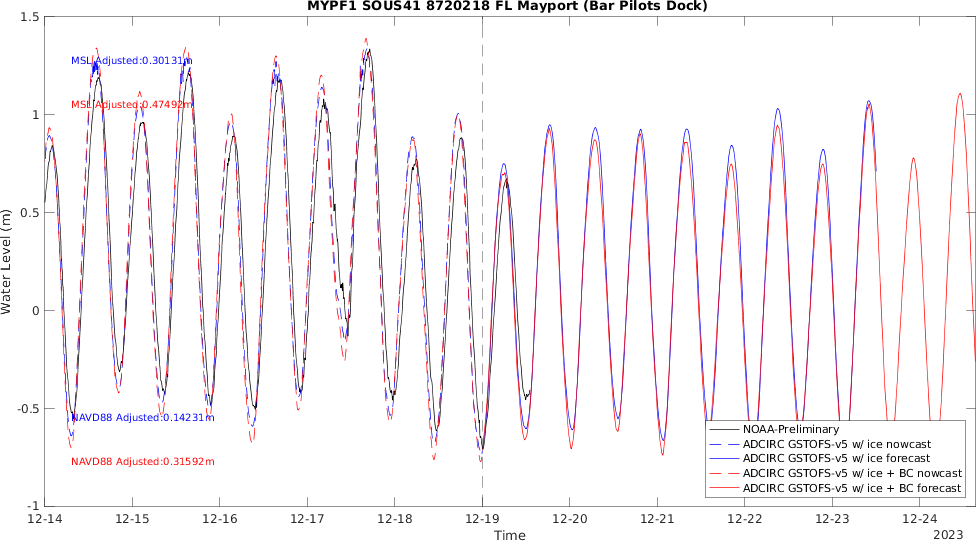 MYPF1 SOUS41 8720218 FL Mayport (Bar Pilots Dock)
1.5
1
0.5
0
-0.5
-1
Water Level (m)
MSL Adjusted:0.30131m
MSL Adjusted:0.47492m
NAVD88 Adjusted:0.14231m
NAVD88 Adjusted:0.31592m
NOAA-Preliminary
ADCIRC GSTOFS-v5 w/ ice nowcast
ADCIRC GSTOFS-v5 w/ ice forecast
ADCIRC GSTOFS-v5 w/ ice + BC nowcast
ADCIRC GSTOFS-v5 w/ ice + BC forecast
12-14 12-15 12-16 12-17 12-18 12-19 12-20 12-21 12-22 12-23 12-24
Time
2023